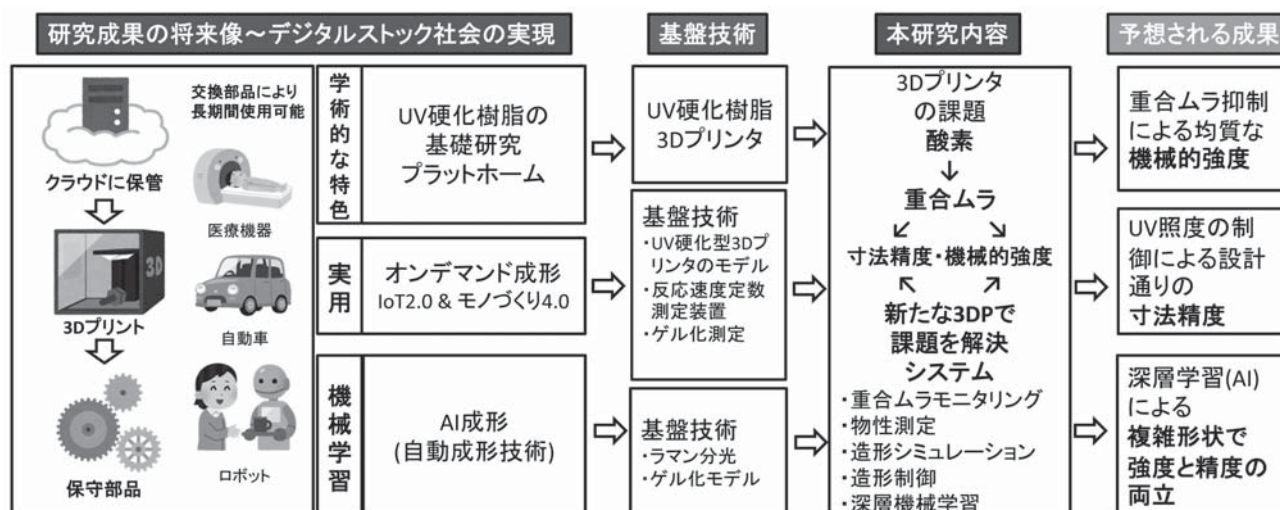 研究成果の将来像～デジタルストック社会の実現
クラウドに保管
3D
3Dプリント
保守部品
交換部品により
長期間使用可能
医療機器
自動車
ロボット
学術的な特色
UV硬化樹脂の
基礎研究
プラットホーム
実用
オンデマンド成形
IoT2.0 & モノづくり4.0
機械学習
AI成形
(自動成形技術)
基盤技術
UV硬化樹脂
3Dプリンタ
基盤技術
・UV硬化型3Dプ
リンタのモデル
・反応速度定数
測定装置
・ゲル化測定
基盤技術
・ラマン分光
・ゲル化モデル
本研究内容
3Dプリンタ
の課題
酸素
↓
重合ムラ
↙ ↘
寸法精度・機械的強度
↖ ↗
新たな3DPで
課題を解決
システム
・重合ムラモニタリング
・物性測定
・造形シミュレーション
・造形制御
・深層機械学習
予想される成果
重合ムラ抑制
による均質な
機械的強度
UV照度の制
御による設計
通りの
寸法精度
深層学習(AI)
による
複雑形状で
強度と精度の
両立